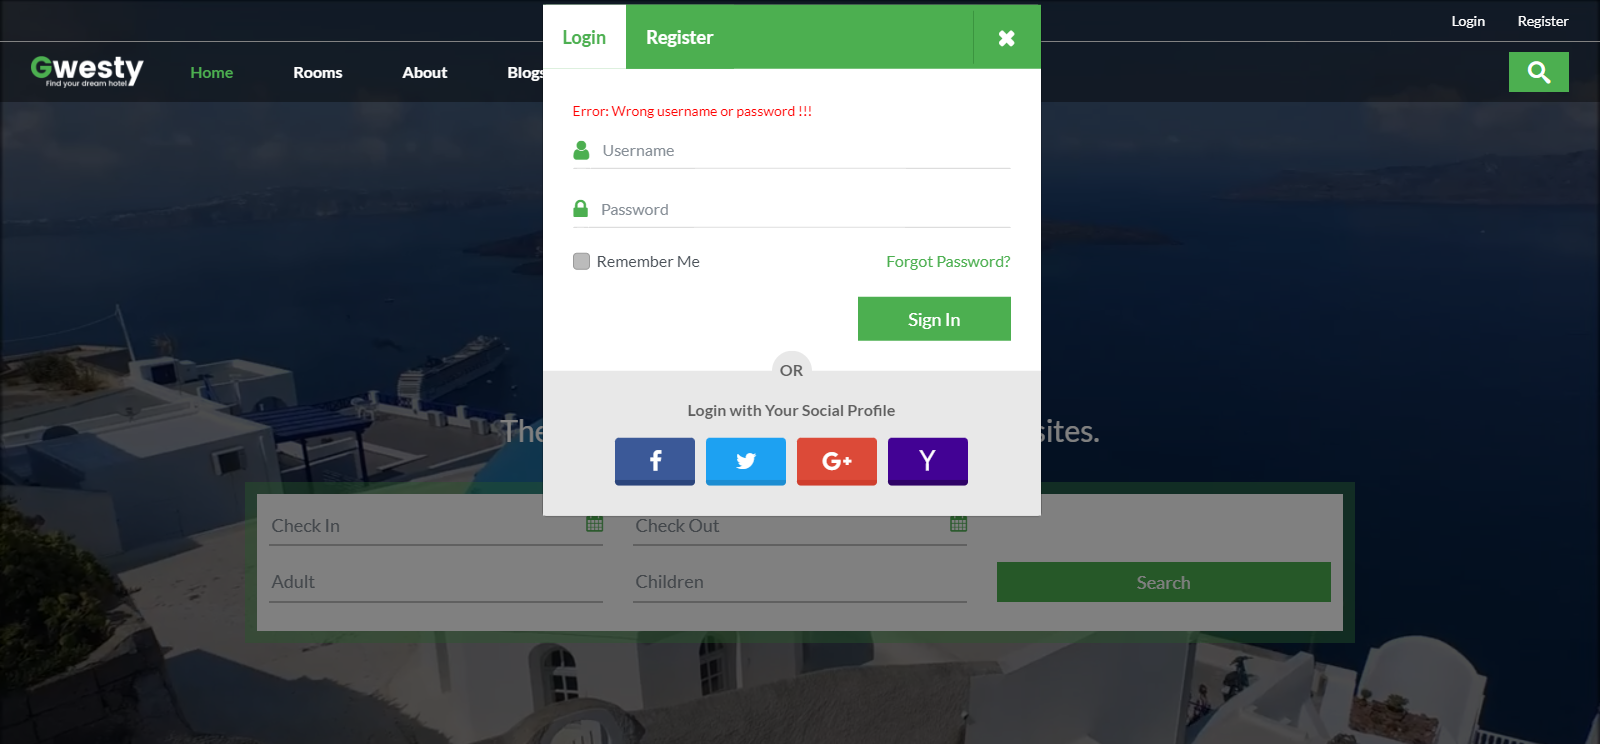 Login Register
Gwesty
Find your dream hotel
Home Rooms About Blogs
Login Register
Error: Wrong username or password !!!
Username
Password
Remember Me Forgot Password?
Sign In
OR
Login with Your Social Profile
f G+ Y
The sites.
Check In Check Out
Adult Children Search